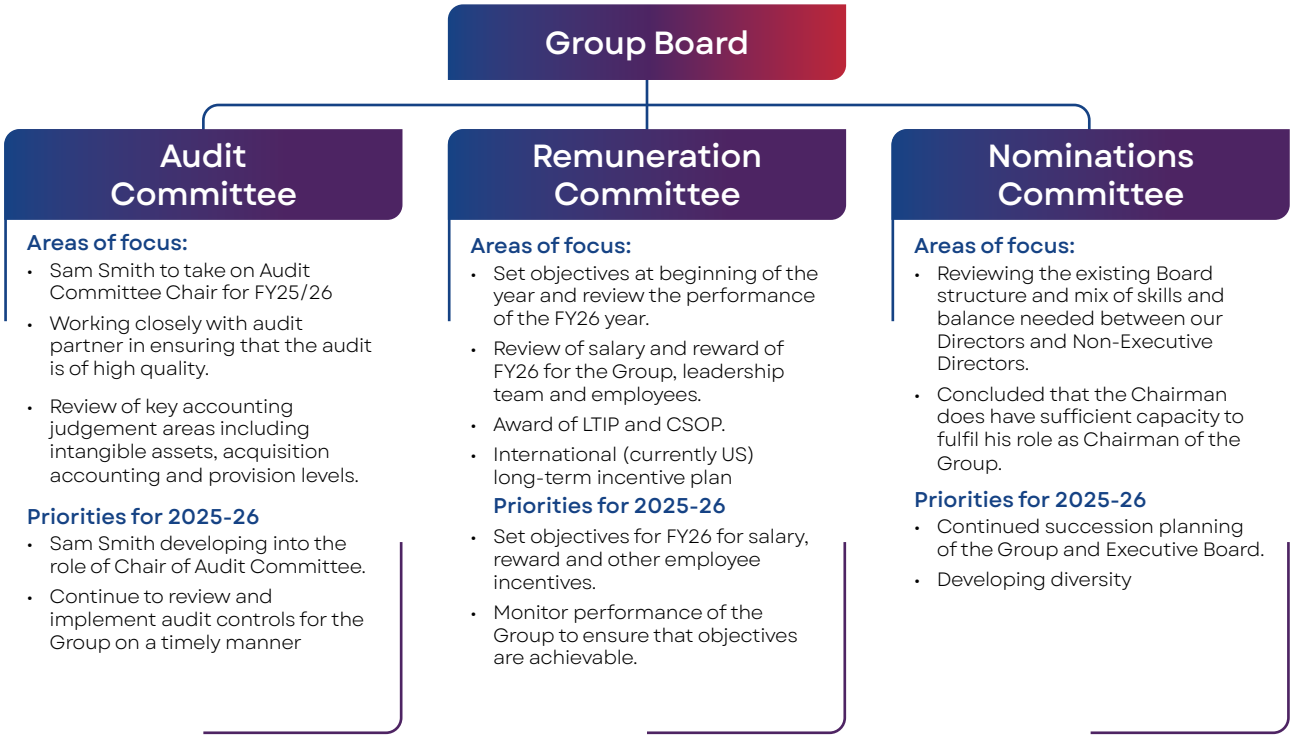 Group Board
Audit
Committee
Areas of focus:
• Sam Smith to take on Audit
Committee Chair for FY25/26
• Working closely with audit
partner in ensuring that the audit
is of high quality.
• Review of key accounting
judgement areas including
intangible assets, acquisition
accounting and provision levels.
Priorities for 2025-26
• Sam Smith developing into the
role of Chair of Audit Committee.
• Continue to review and
implement audit controls for the
Group on a timely manner
Remuneration
Committee
Areas of focus:
• Set objectives at beginning of the
year and review the performance
of the FY26 year.
• Review of salary and reward of
FY26 for the Group, leadership
team and employees.
• Award of LTIP and CSOP.
• International (currently US)
long-term incentive plan
Priorities for 2025-26
• Set objectives for FY26 for salary,
reward and other employee
incentives.
• Monitor performance of the
Group to ensure that objectives
are achievable.
Nominations
Committee
Areas of focus:
• Reviewing the existing Board
structure and mix of skills and
balance needed between our
Directors and Non-Executive
Directors.
• Concluded that the Chairman
does have sufficient capacity to
fulfil his role as Chairman of the
Group.
Priorities for 2025-26
• Continued succession planning
of the Group and Executive Board.
• Developing diversity